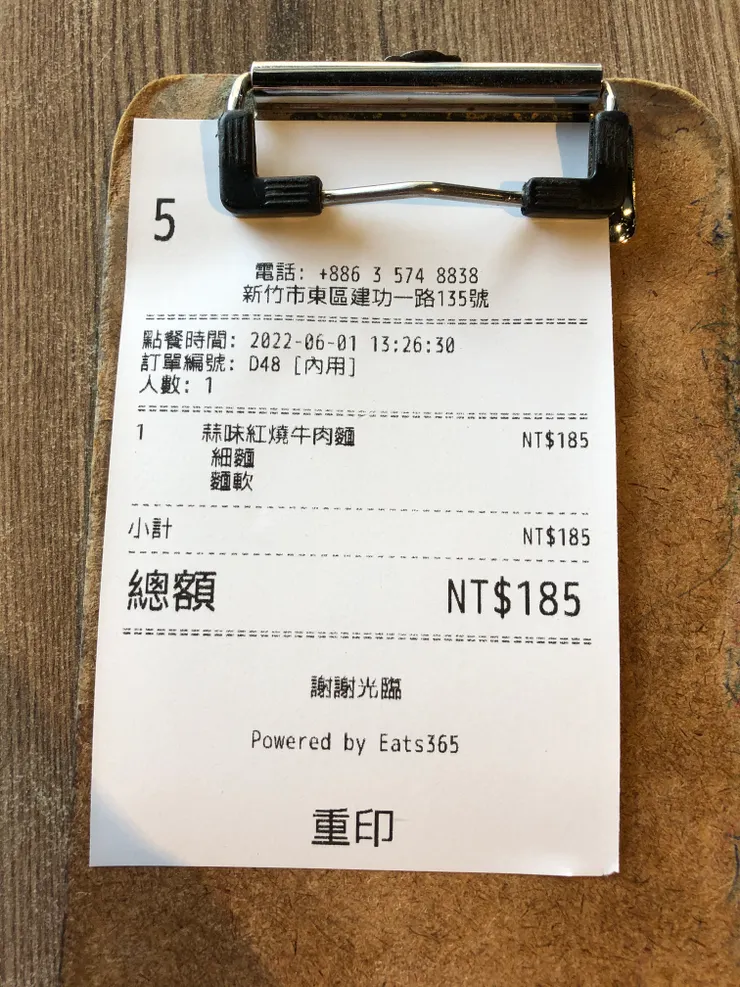 5
電話: +886 3 574 8838
新竹市東區建功一路135號
點餐時間: 2022-06-01 13:26:30
訂單編號: D48 [內用]
人數: 1
1 蒜味紅燒牛肉麵 NT$185
細麵
麵軟
小計 NT$185
總額 NT$185
謝謝光臨
Powered by Eats365
重印